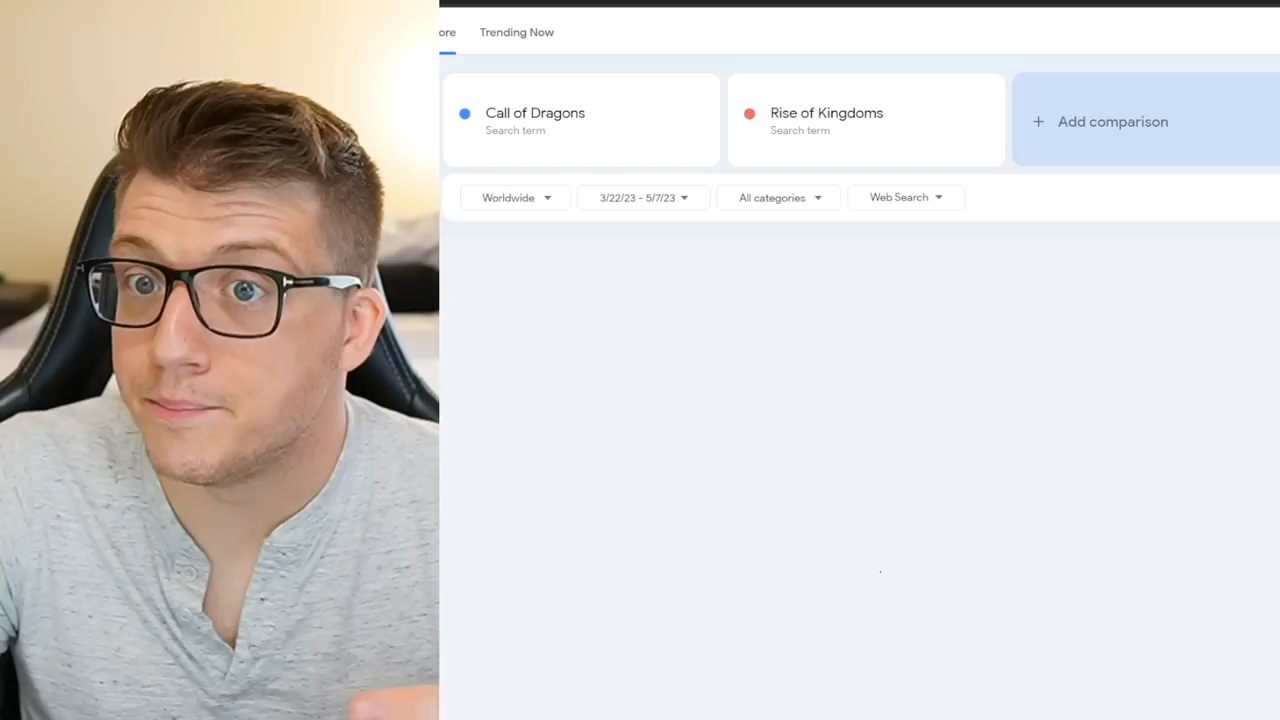 ore Trending Now
Call of Dragons
Search term
Rise of Kingdoms
Search term
+ Add comparison
Worldwide 3/22/23 - 5/7/23 All categories Web Search